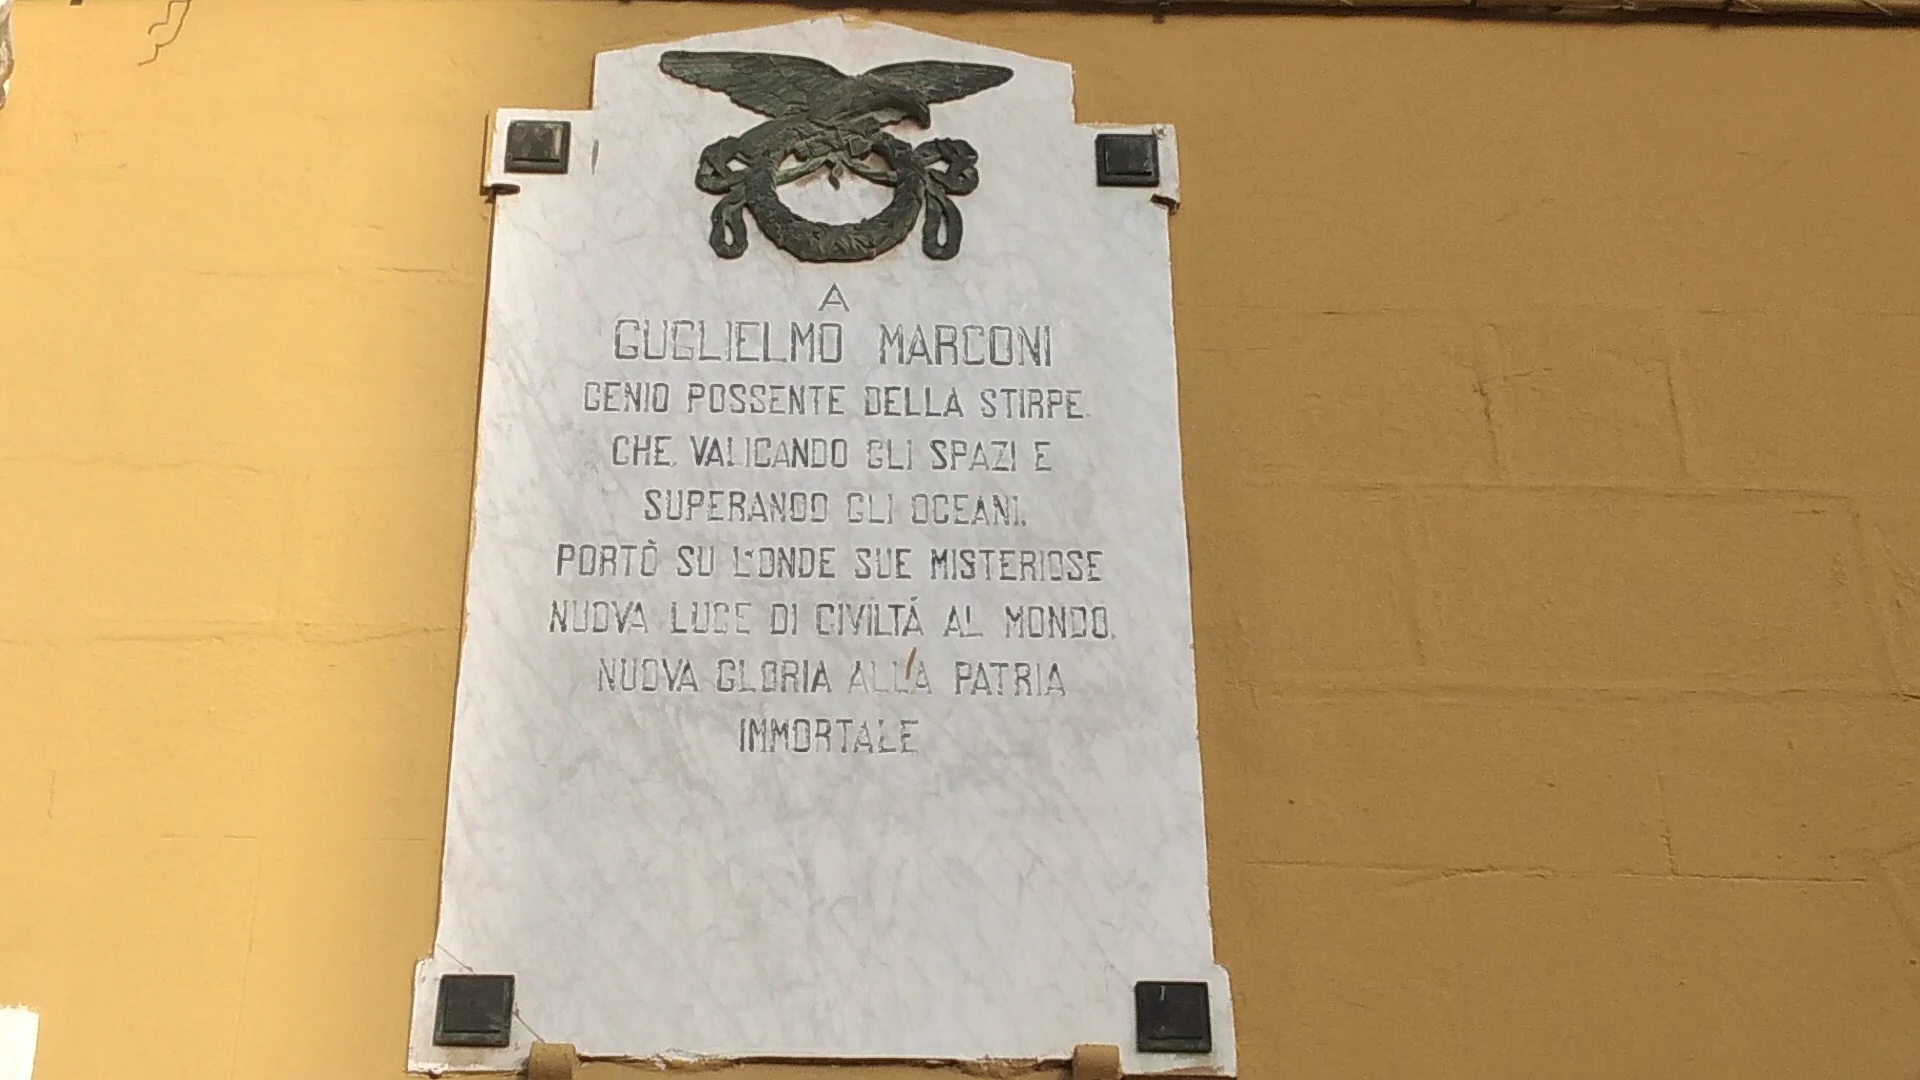 A
GUGLIELMO MARCONI
GENIO POSSENTE DELLA STIRPE
CHE, VALICANDO GLI SPAZI E
SUPERANDO GLI OCEANI,
PORTÒ SU L'ONDE SUE MISTERIOSE
NUOVA LUCE DI CIVILTÁ AL MONDO,
NUOVA GLORIA ALLA PATRIA
IMMORTALE